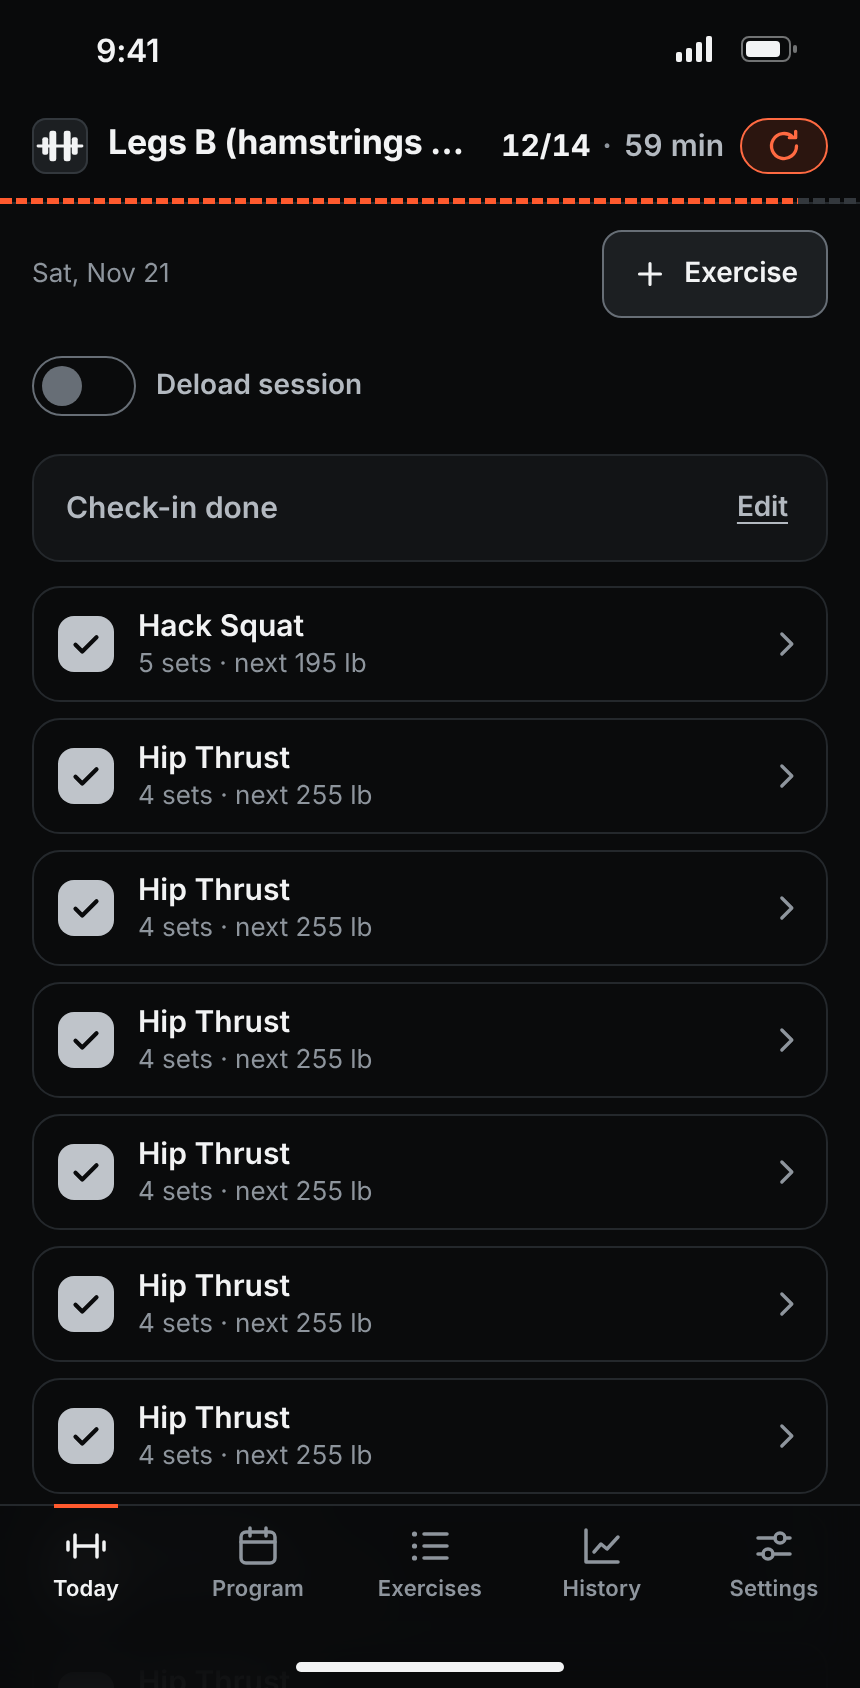 9:41
Legs B (hamstrings ...
12/14 · 59 min
Sat, Nov 21
Exercise
Deload session
Check-in done
Edit
Hack Squat
5 sets · next 195 lb
Hip Thrust
4 sets · next 255 lb
Hip Thrust
4 sets · next 255 lb
Hip Thrust
4 sets · next 255 lb
Hip Thrust
4 sets · next 255 lb
Hip Thrust
4 sets · next 255 lb
Hip Thrust
4 sets · next 255 lb
Today
Program
Exercises
History
Settings
Hip Thrust